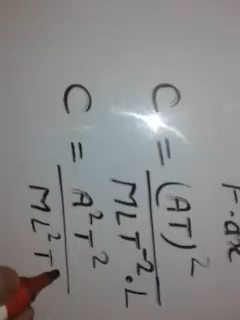 F·dx
C = (AT)² / MLT⁻²·L
C = A²T² / ML²T